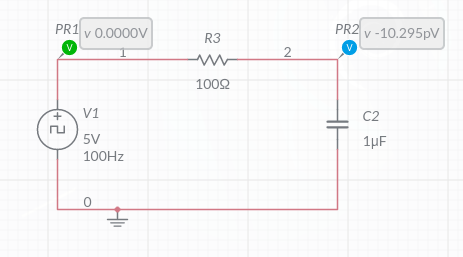 PR1 v 0.0000V
V
1
R3
100Ω
2
PR2 v -10.295pV
V
V1
5V
100Hz
C2
1μF
0